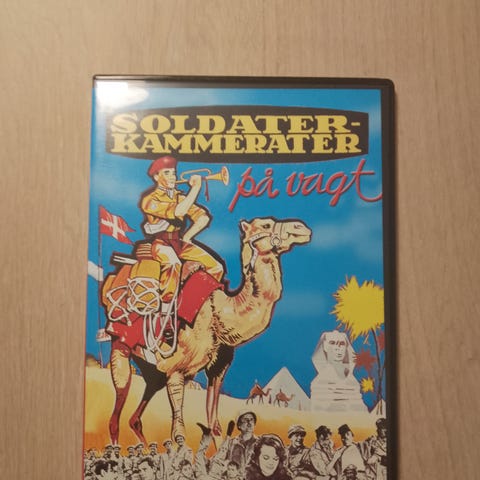 SOLDATER-
KAMMERATER
på vagt